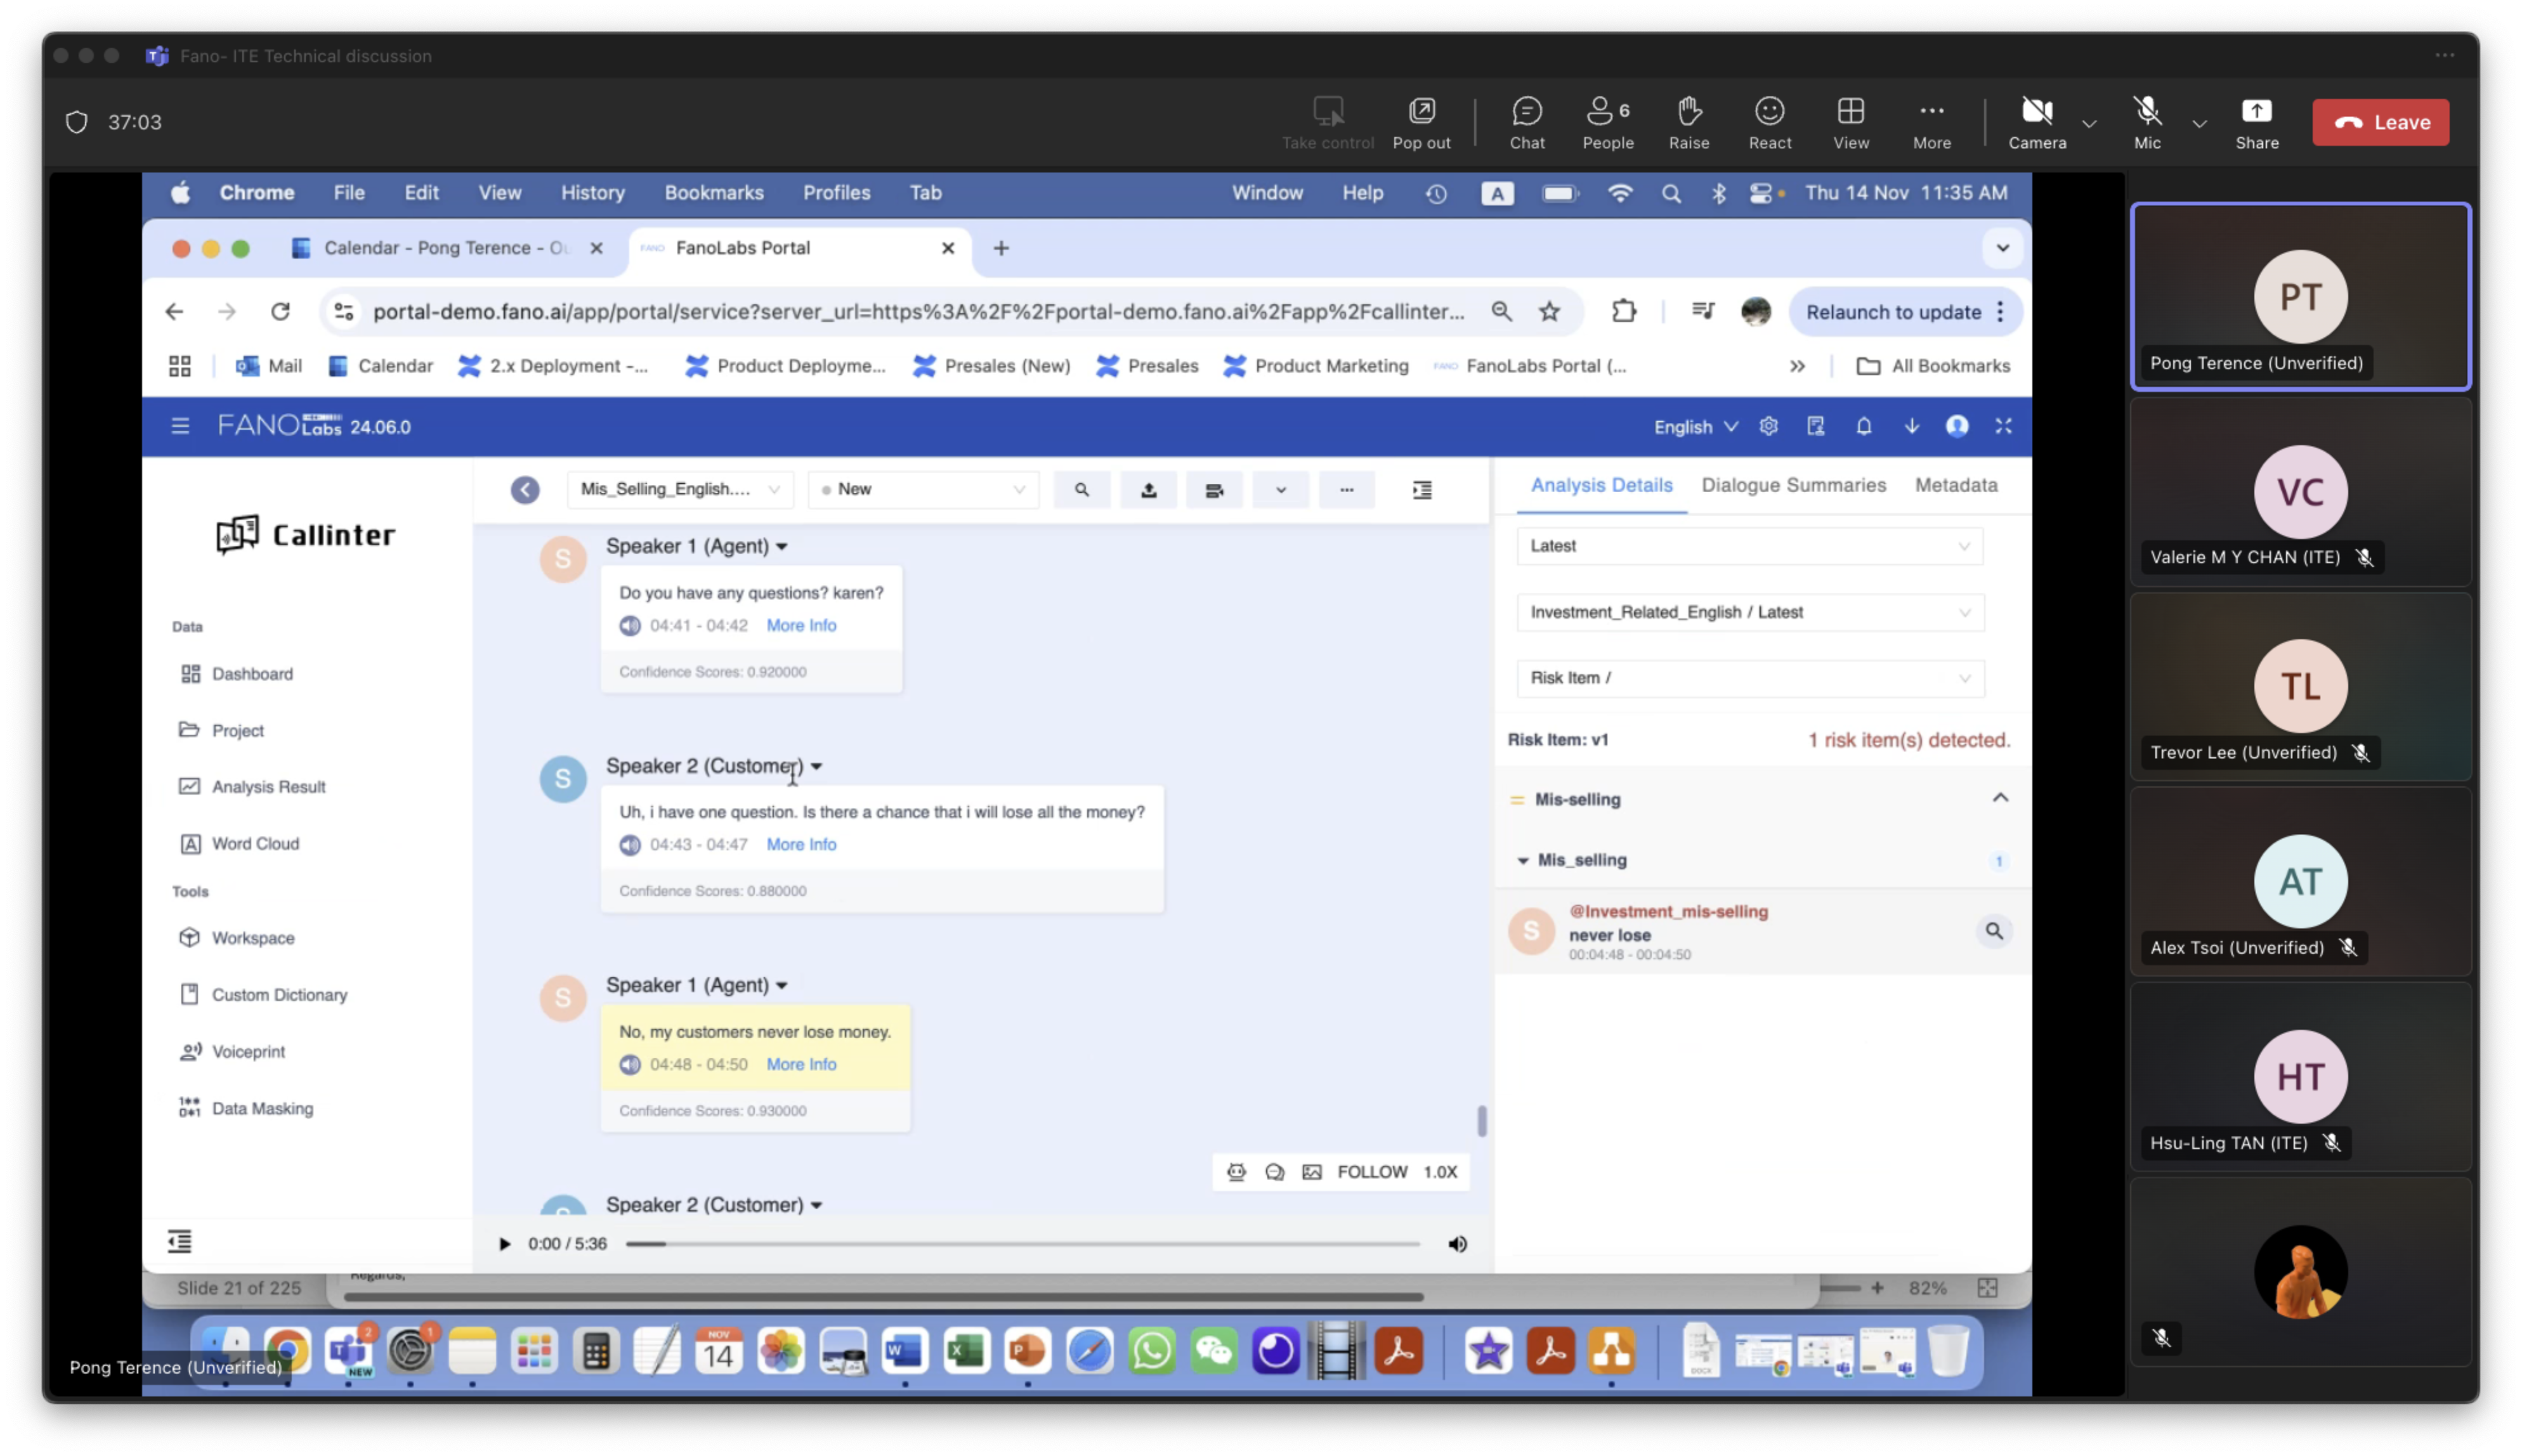 Fano- ITE Technical discussion
37:03
Take control
Pop out
Chat
People
6
Raise
React
View
More
Camera
Mic
Share
Leave
Chrome File Edit View History Bookmarks Profiles Tab Window Help A Thu 14 Nov 11:35 AM
Calendar - Pong Terence - Ou
FANO FanoLabs Portal
portal-demo.fano.ai/app/portal/service?server_url=https%3A%2F%2Fportal-demo.fano.ai%2Fapp%2Fcallinter...
Relaunch to update
Mail
Calendar
2.x Deployment -...
Product Deployme...
Presales (New)
Presales
Product Marketing
FANO FanoLabs Portal (...
All Bookmarks
FANO Labs 24.06.0
English
Callinter
Data
Dashboard
Project
Analysis Result
Word Cloud
Tools
Workspace
Custom Dictionary
Voiceprint
Data Masking
Mis_Selling_English....
New
S
Speaker 1 (Agent)
Do you have any questions? karen?
04:41 - 04:42 More Info
Confidence Scores: 0.920000
S
Speaker 2 (Customer)
Uh, i have one question. Is there a chance that i will lose all the money?
04:43 - 04:47 More Info
Confidence Scores: 0.880000
S
Speaker 1 (Agent)
No, my customers never lose money.
04:48 - 04:50 More Info
Confidence Scores: 0.930000
FOLLOW 1.0X
Speaker 2 (Customer)
0:00 / 5:36
Analysis Details
Dialogue Summaries
Metadata
Latest
Investment_Related_English / Latest
Risk Item /
Risk Item: v1
1 risk item(s) detected.
Mis-selling
Mis_selling
1
S
@Investment_mis-selling
never lose
00:04:48 - 00:04:50
Slide 21 of 225
Regards,
82%
2
NEW
1
NOV
14
W
X
P
DOCX
Pong Terence (Unverified)
PT
Pong Terence (Unverified)
VC
Valerie M Y CHAN (ITE)
TL
Trevor Lee (Unverified)
AT
Alex Tsoi (Unverified)
HT
Hsu-Ling TAN (ITE)